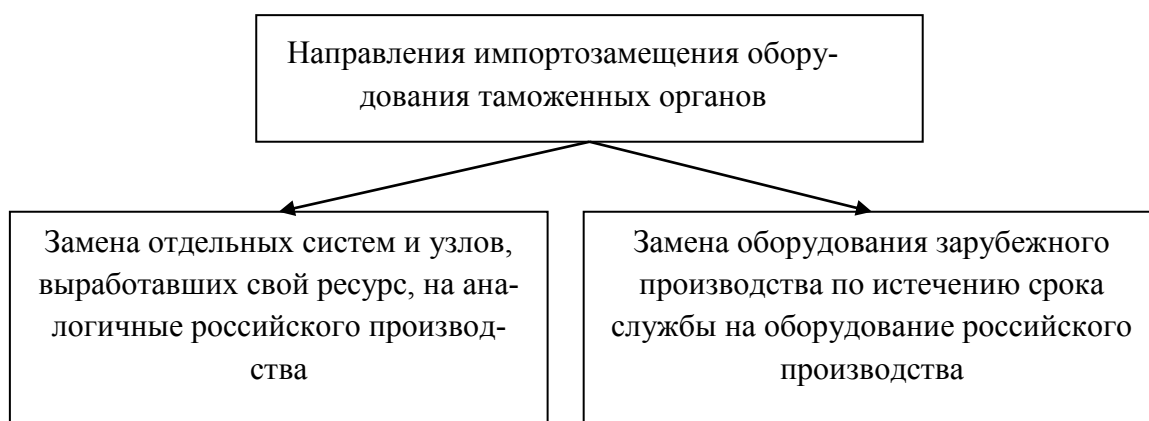 Направления импортозамещения обору-
дования таможенных органов
Замена отдельных систем и узлов,
выработавших свой ресурс, на ана-
логичные российского производ-
ства
Замена оборудования зарубежного
производства по истечению срока
службы на оборудование российского
производства